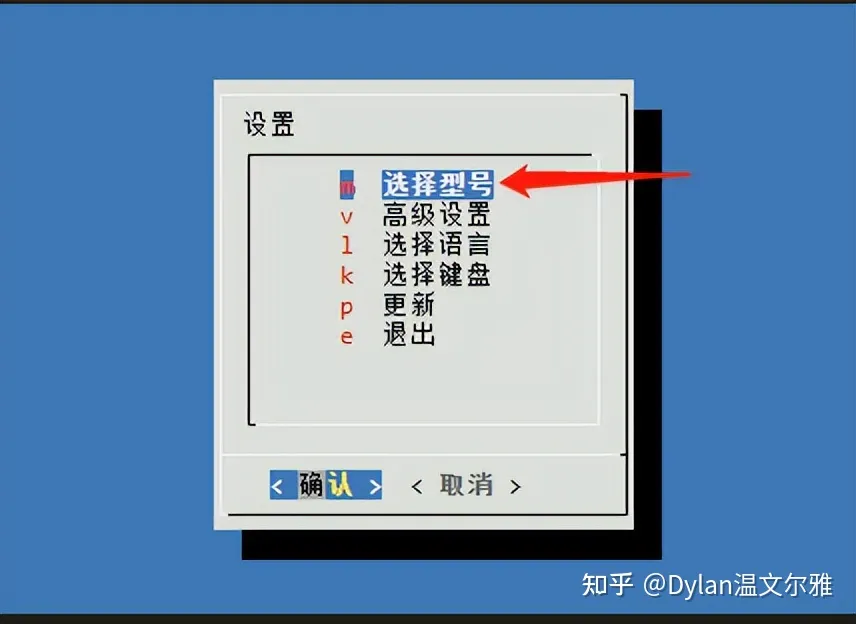 设置
m 选择型号
v 高级设置
l 选择语言
k 选择键盘
p 更新
e 退出
< 确认 > < 取消 >
知乎 @Dylan温文尔雅